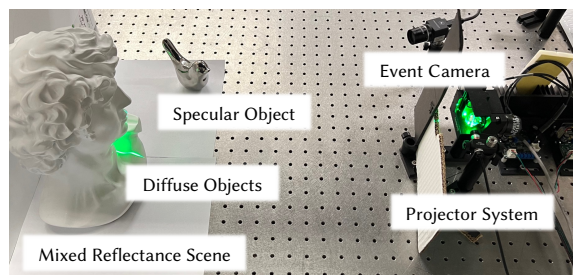 Event Camera
Specular Object
Diffuse Objects
Projector System
Mixed Reflectance Scene